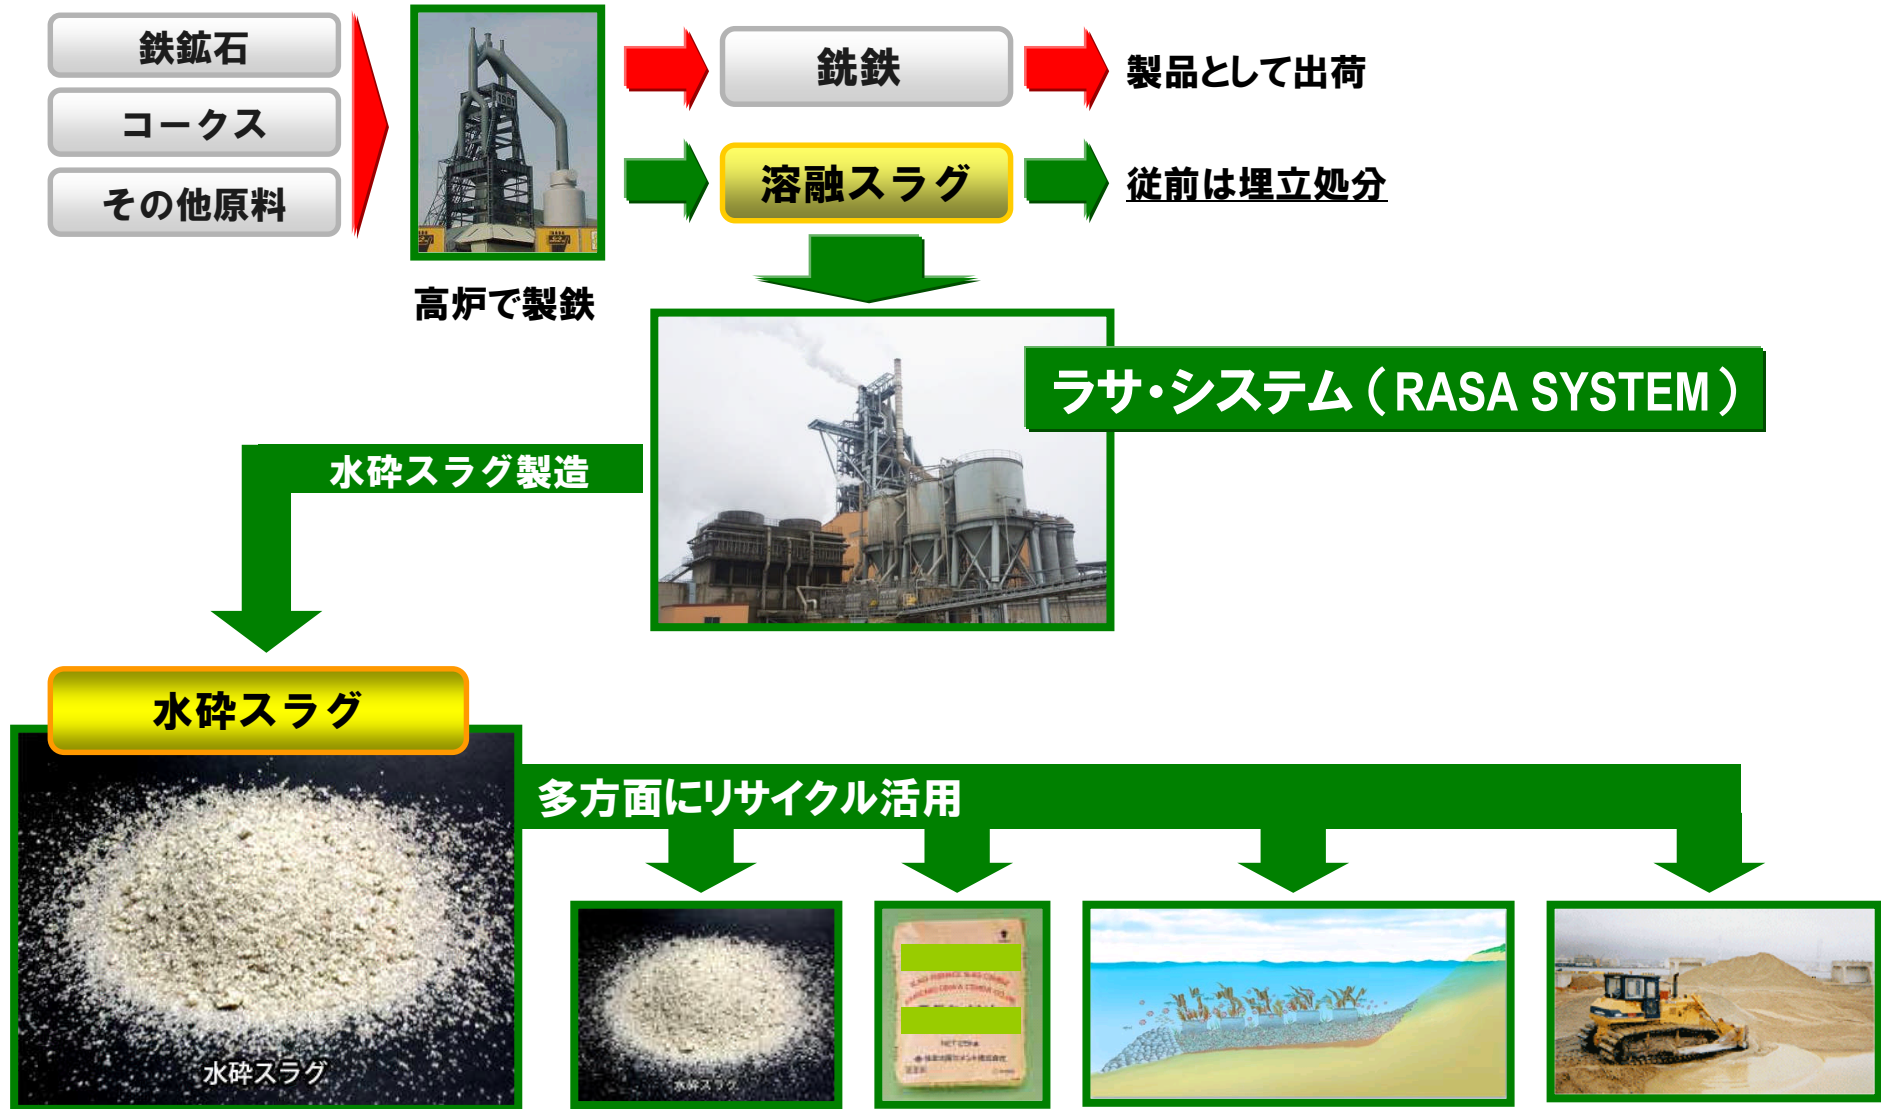 鉄鉱石
コークス
その他原料
高炉で製鉄
銑鉄
製品として出荷
溶融スラグ
従前は埋立処分
ラサ・システム（RASA SYSTEM）
水砕スラグ製造
水砕スラグ
水砕スラグ
多方面にリサイクル活用
水砕スラグ
NET 25kg